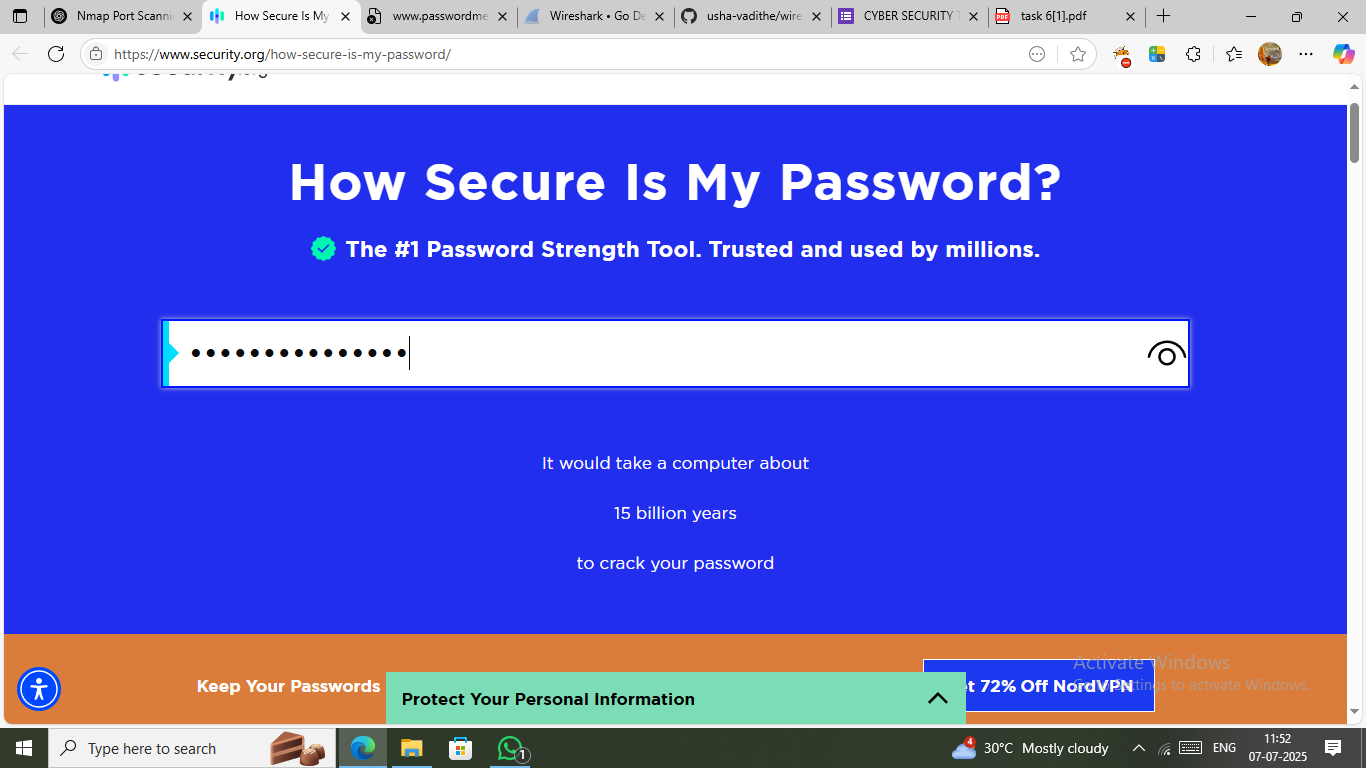 Nmap Port Scanni
How Secure Is My
www.passwordme
Wireshark • Go De
usha-vadithe/wire
CYBER SECURITY T
task 6[1].pdf
https://www.security.org/how-secure-is-my-password/
How Secure Is My Password?
The #1 Password Strength Tool. Trusted and used by millions.
•••••••••••••••
It would take a computer about
15 billion years
to crack your password
Activate Windows
Go to Settings to activate Windows.
Keep Your Passwords
72% Off NordVPN
Protect Your Personal Information
Type here to search
1
4
30°C Mostly cloudy
ENG
11:52
07-07-2025